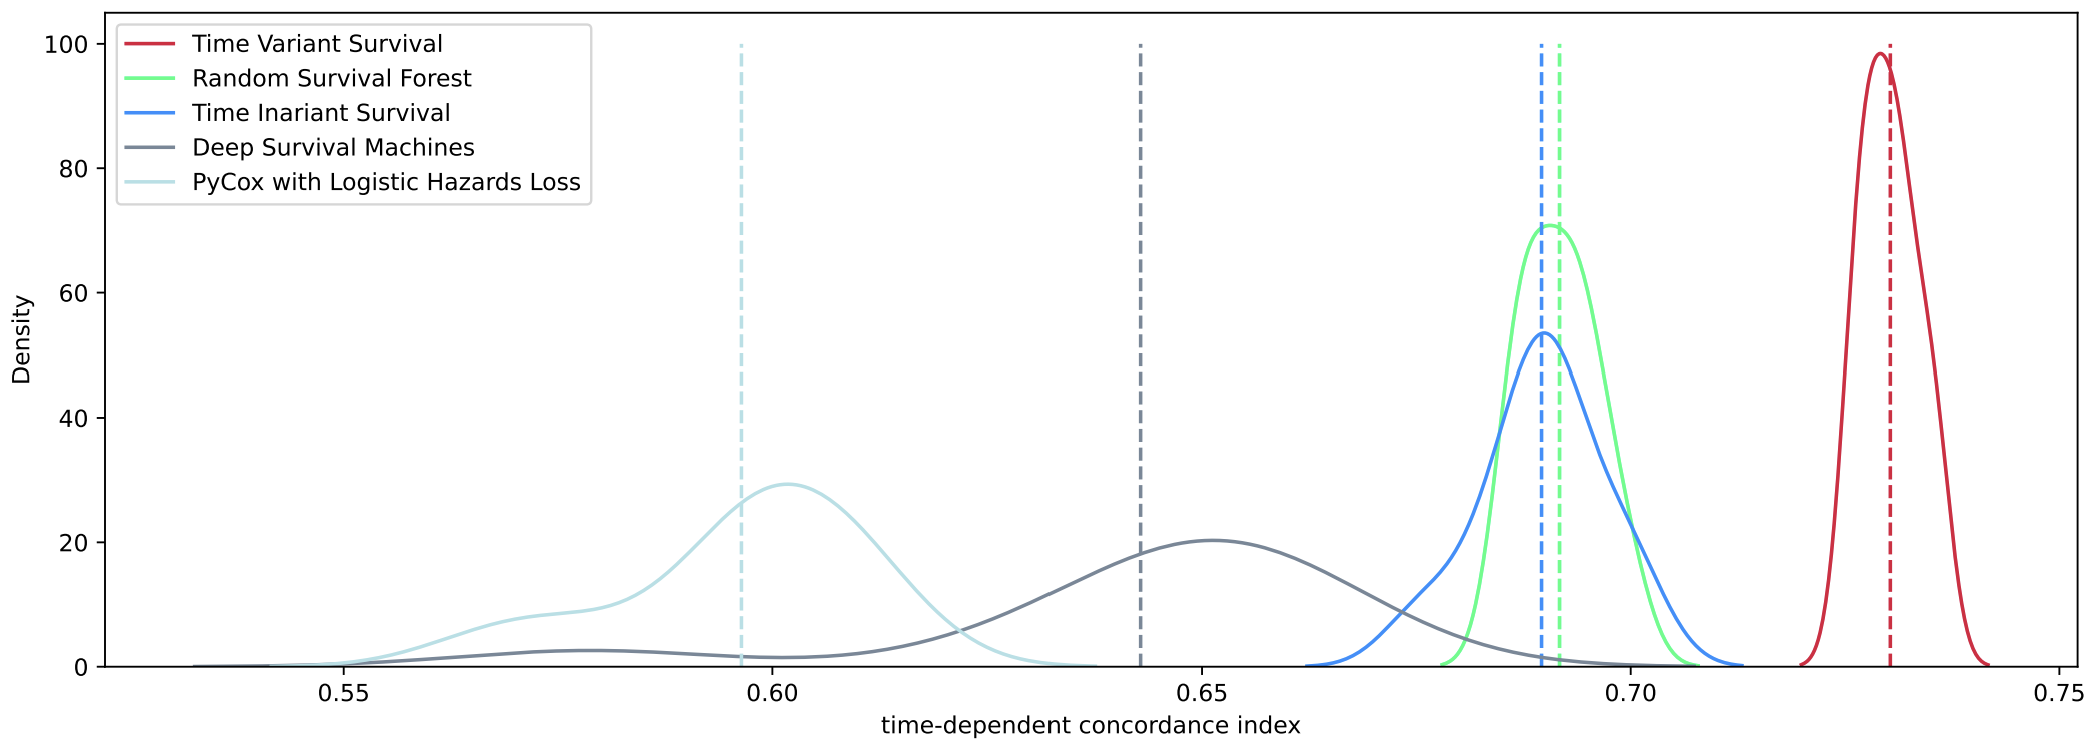 Time Variant Survival
Random Survival Forest
Time Inariant Survival
Deep Survival Machines
PyCox with Logistic Hazards Loss
Density
100
80
60
40
20
0
0.55
0.60
0.65
0.70
0.75
time-dependent concordance index